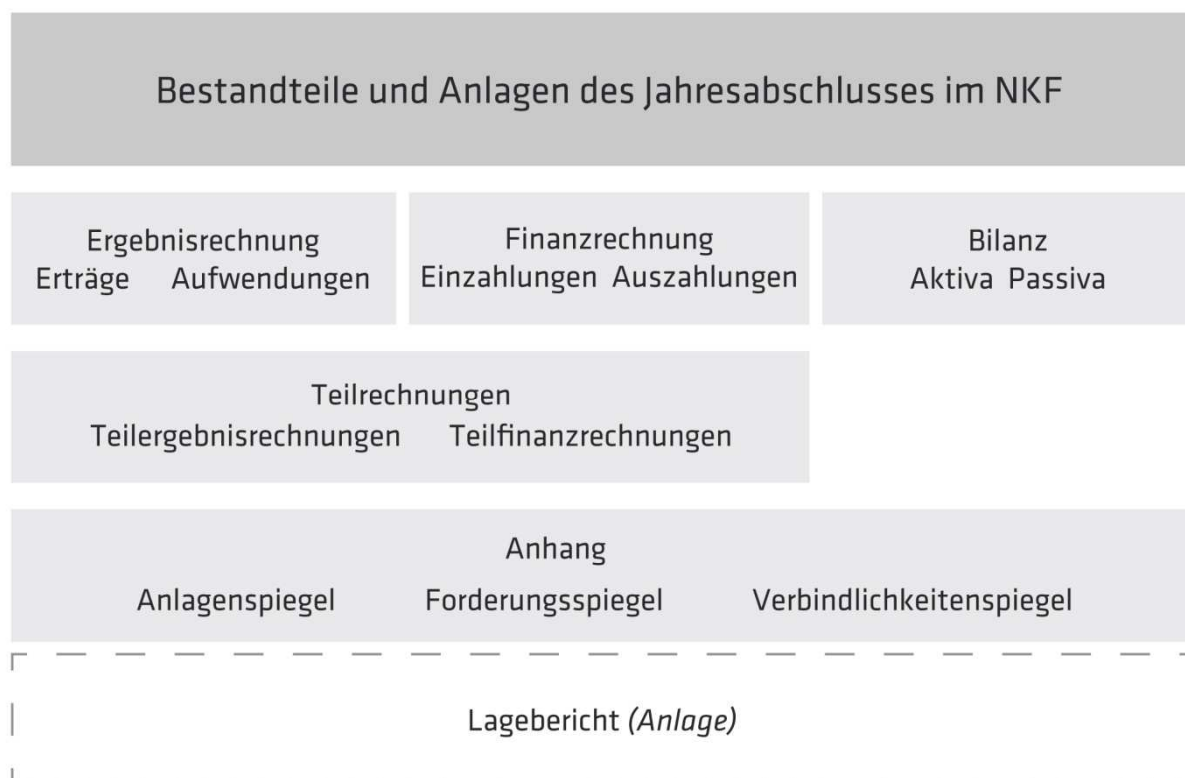 Bestandteile und Anlagen des Jahresabschlusses im NKF
Ergebnisrechnung
Erträge Aufwendungen
Finanzrechnung
Einzahlungen Auszahlungen
Bilanz
Aktiva Passiva
Teilrechnungen
Teilergebnisrechnungen Teilfinanzrechnungen
Anhang
Anlagenspiegel Forderungsspiegel Verbindlichkeitenspiegel
Lagebericht (Anlage)